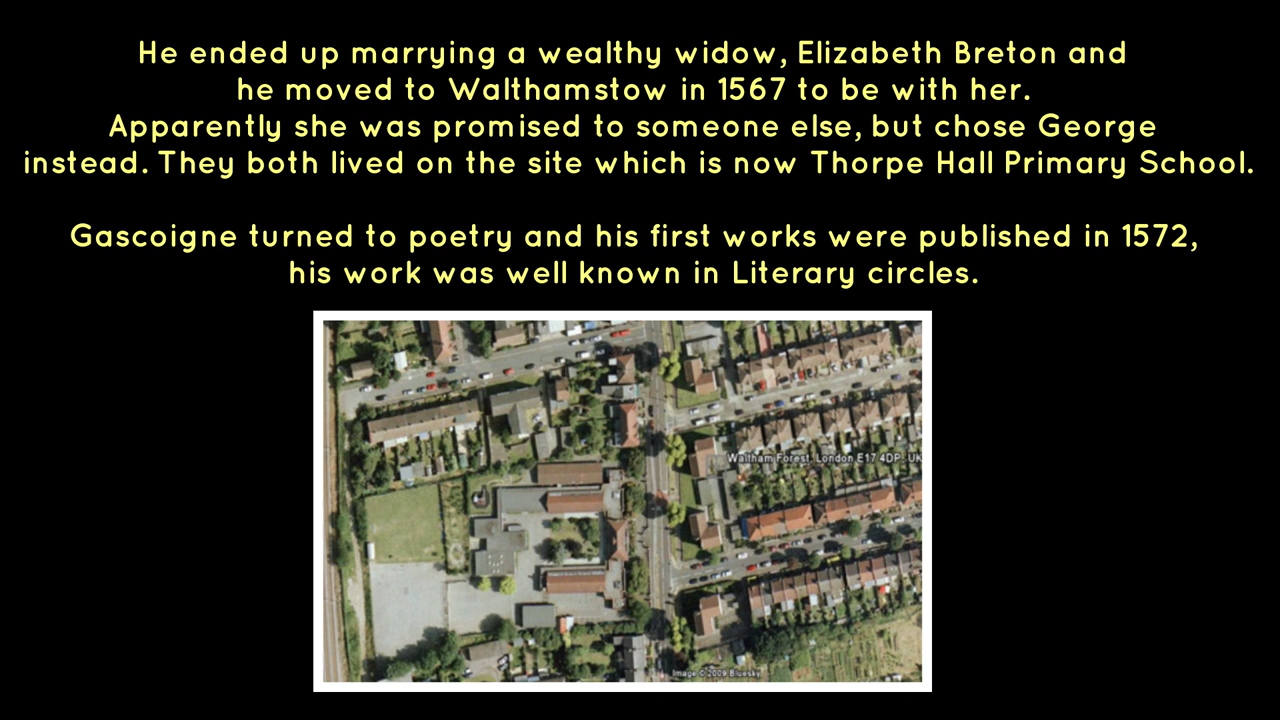 He ended up marrying a wealthy widow, Elizabeth Breton and
he moved to Walthamstow in 1567 to be with her.
Apparently she was promised to someone else, but chose George
instead. They both lived on the site which is now Thorpe Hall Primary School.
Gascoigne turned to poetry and his first works were published in 1572,
his work was well known in Literary circles.
Waltham Forest, London E17 4DP, UK
Image © 2009 Bluesky